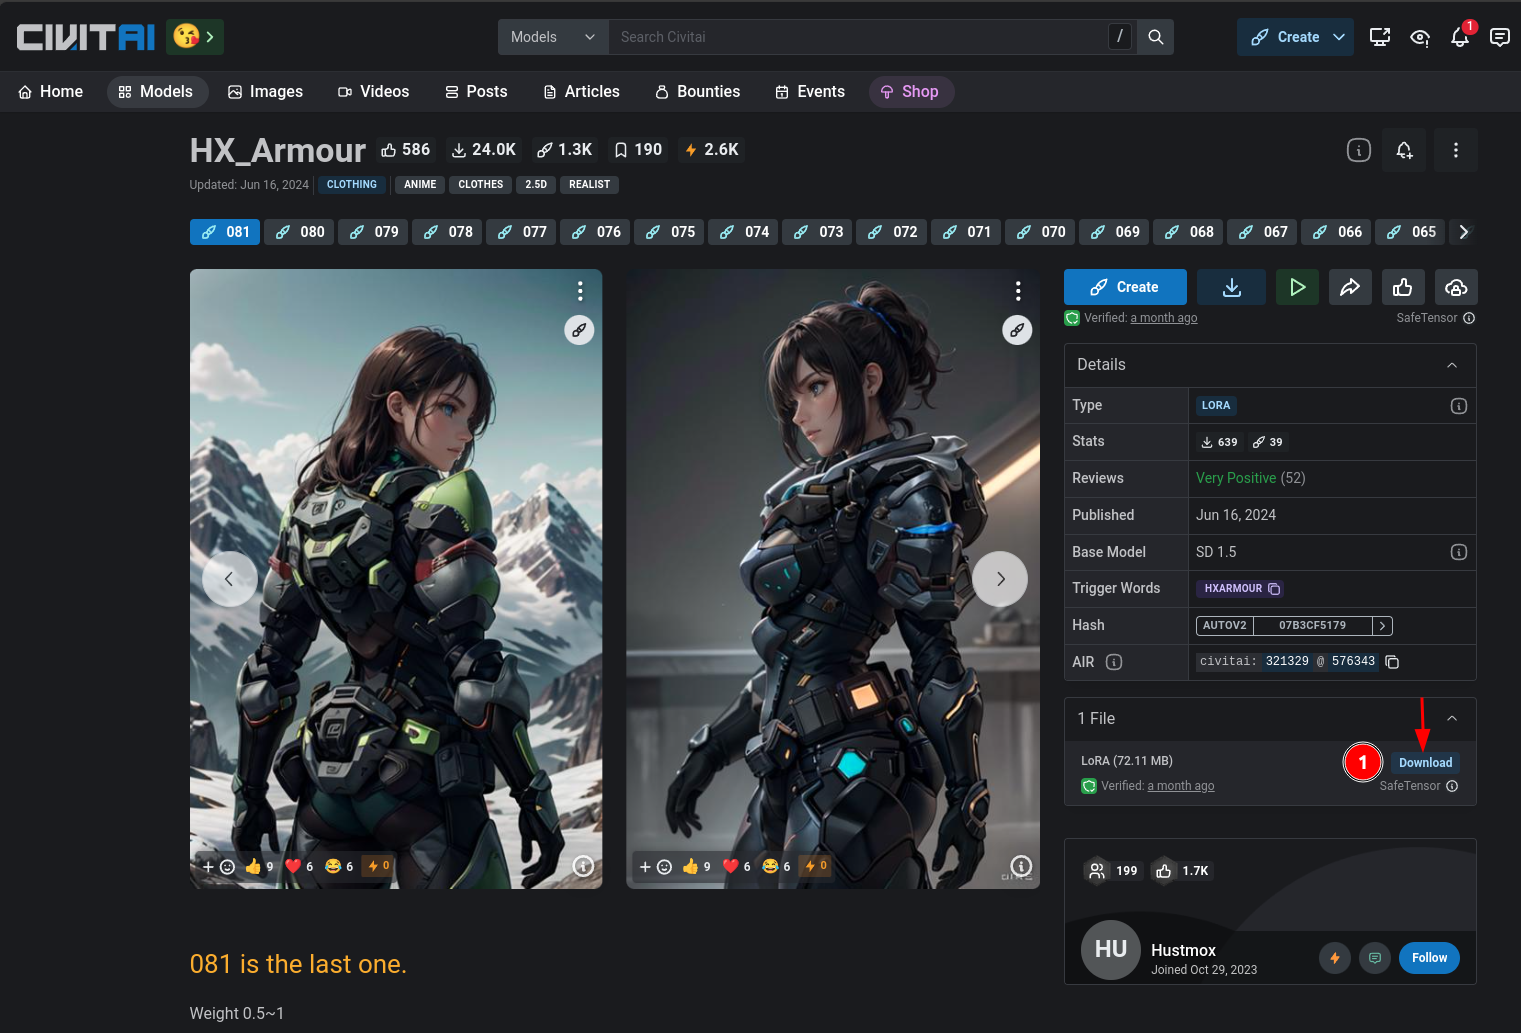 CIVITAI
Models
Search Civitai
/
Create
1
Home
Models
Images
Videos
Posts
Articles
Bounties
Events
Shop
HX_Armour 586 24.0K 1.3K 190 2.6K
Updated: Jun 16, 2024 CLOTHING ANIME CLOTHES 2.5D REALIST
081 080 079 078 077 076 075 074 073 072 071 070 069 068 067 066 065
Create
Verified: a month ago SafeTensor
Details
Type LORA
Stats 639 39
Reviews Very Positive (52)
Published Jun 16, 2024
Base Model SD 1.5
Trigger Words HXARMOUR
Hash AUTOV2 07B3CF5179
AIR civitai: 321329 @ 576343
1 File
LoRA (72.11 MB) 1 Download
Verified: a month ago SafeTensor
9 6 6 0
9 6 6 0
199 1.7K
HU
Hustmox
Joined Oct 29, 2023
Follow
081 is the last one.
Weight 0.5~1